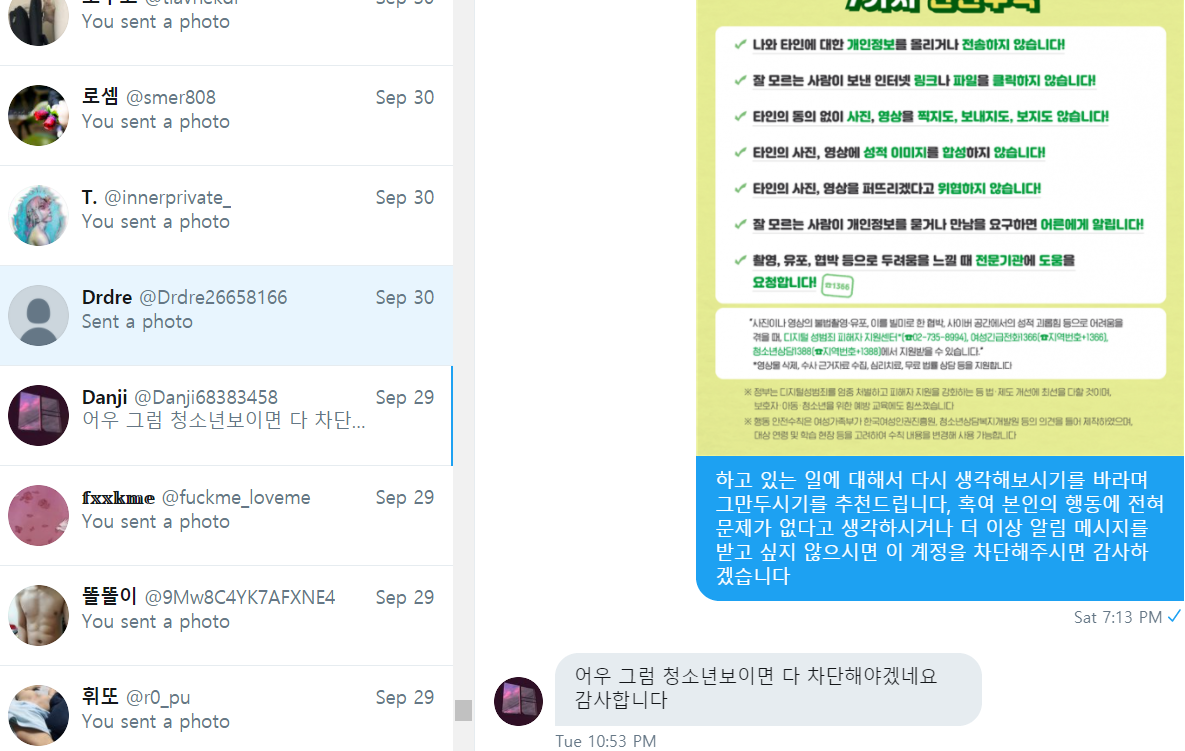 You sent a photo
로셈 @smer808 Sep 30
You sent a photo
T. @innerprivate_ Sep 30
You sent a photo
Drdre @Drdre26658166 Sep 30
Sent a photo
Danji @Danji68383458 Sep 29
어우 그럼 청소년보이면 다 차단...
fxxkme @fuckme_loveme Sep 29
You sent a photo
똘똘이 @9Mw8C4YK7AFXNE4 Sep 29
You sent a photo
휘또 @r0_pu Sep 29
You sent a photo
나와 타인에 대한 개인정보를 올리거나 전송하지 않습니다!
잘 모르는 사람이 보낸 인터넷 링크나 파일을 클릭하지 않습니다!
타인의 동의 없이 사진, 영상을 찍지도, 보내지도, 보지도 않습니다!
타인의 사진, 영상에 성적 이미지를 합성하지 않습니다!
타인의 사진, 영상을 퍼뜨리겠다고 위협하지 않습니다!
잘 모르는 사람이 개인정보를 묻거나 만남을 요구하면 어른에게 알립니다!
촬영, 유포, 협박 등으로 두려움을 느낄 때 전문기관에 도움을
요청합니다! ☎1366
"사진이나 영상의 불법촬영·유포, 이를 빌미로 한 협박, 사이버 공간에서의 성적 괴롭힘 등으로 어려움을
겪을 때, 디지털 성범죄 피해자 지원센터*(☎02-735-8994), 여성긴급전화1366(☎지역번호+1366),
청소년상담1388(☎지역번호+1388)에서 지원받을 수 있습니다."
*영상물 삭제, 수사 근거자료 수집, 심리치료, 무료 법률 상담 등을 지원합니다
※ 정부는 디지털성범죄를 엄중 처벌하고 피해자 지원을 강화하는 등 법·제도 개선에 최선을 다할 것이며,
보호자·아동·청소년을 위한 예방 교육에도 힘쓰겠습니다
※ 행동 안전수칙은 여성가족부가 한국여성인권진흥원, 청소년상담복지개발원 등의 의견을 들어 제작하였으며,
대상 연령 및 학습 현장 등을 고려하여 수칙 내용을 변경해 사용 가능합니다
하고 있는 일에 대해서 다시 생각해보시기를 바라며
그만두시기를 추천드립니다, 혹여 본인의 행동에 전혀
문제가 없다고 생각하시거나 더 이상 알림 메시지를
받고 싶지 않으시면 이 계정을 차단해주시면 감사하
겠습니다
Sat 7:13 PM
어우 그럼 청소년보이면 다 차단해야겠네요
감사합니다
Tue 10:53 PM